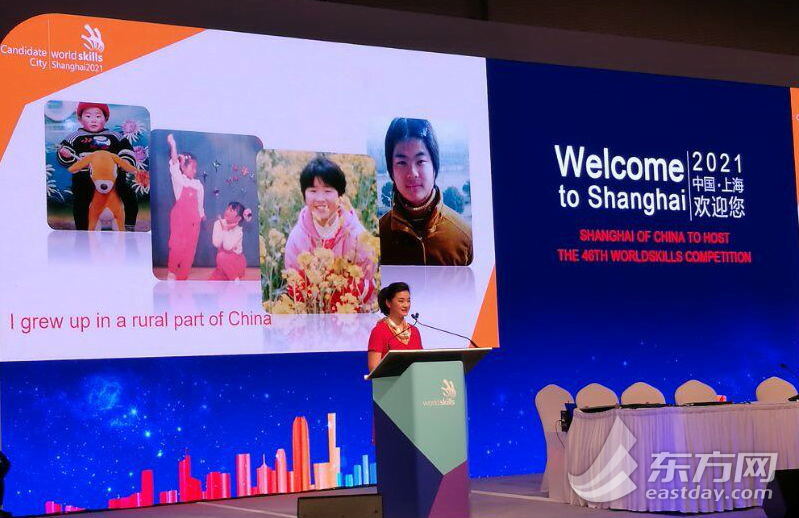 Candidate
City
worldskills
Shanghai2021
I grew up in a rural part of China
Welcome
to Shanghai
2021
中国·上海
欢迎您
SHANGHAI OF CHINA TO HOST
THE 46TH WORLDSKILLS COMPETITION
worldskills
东方网
eastday.com